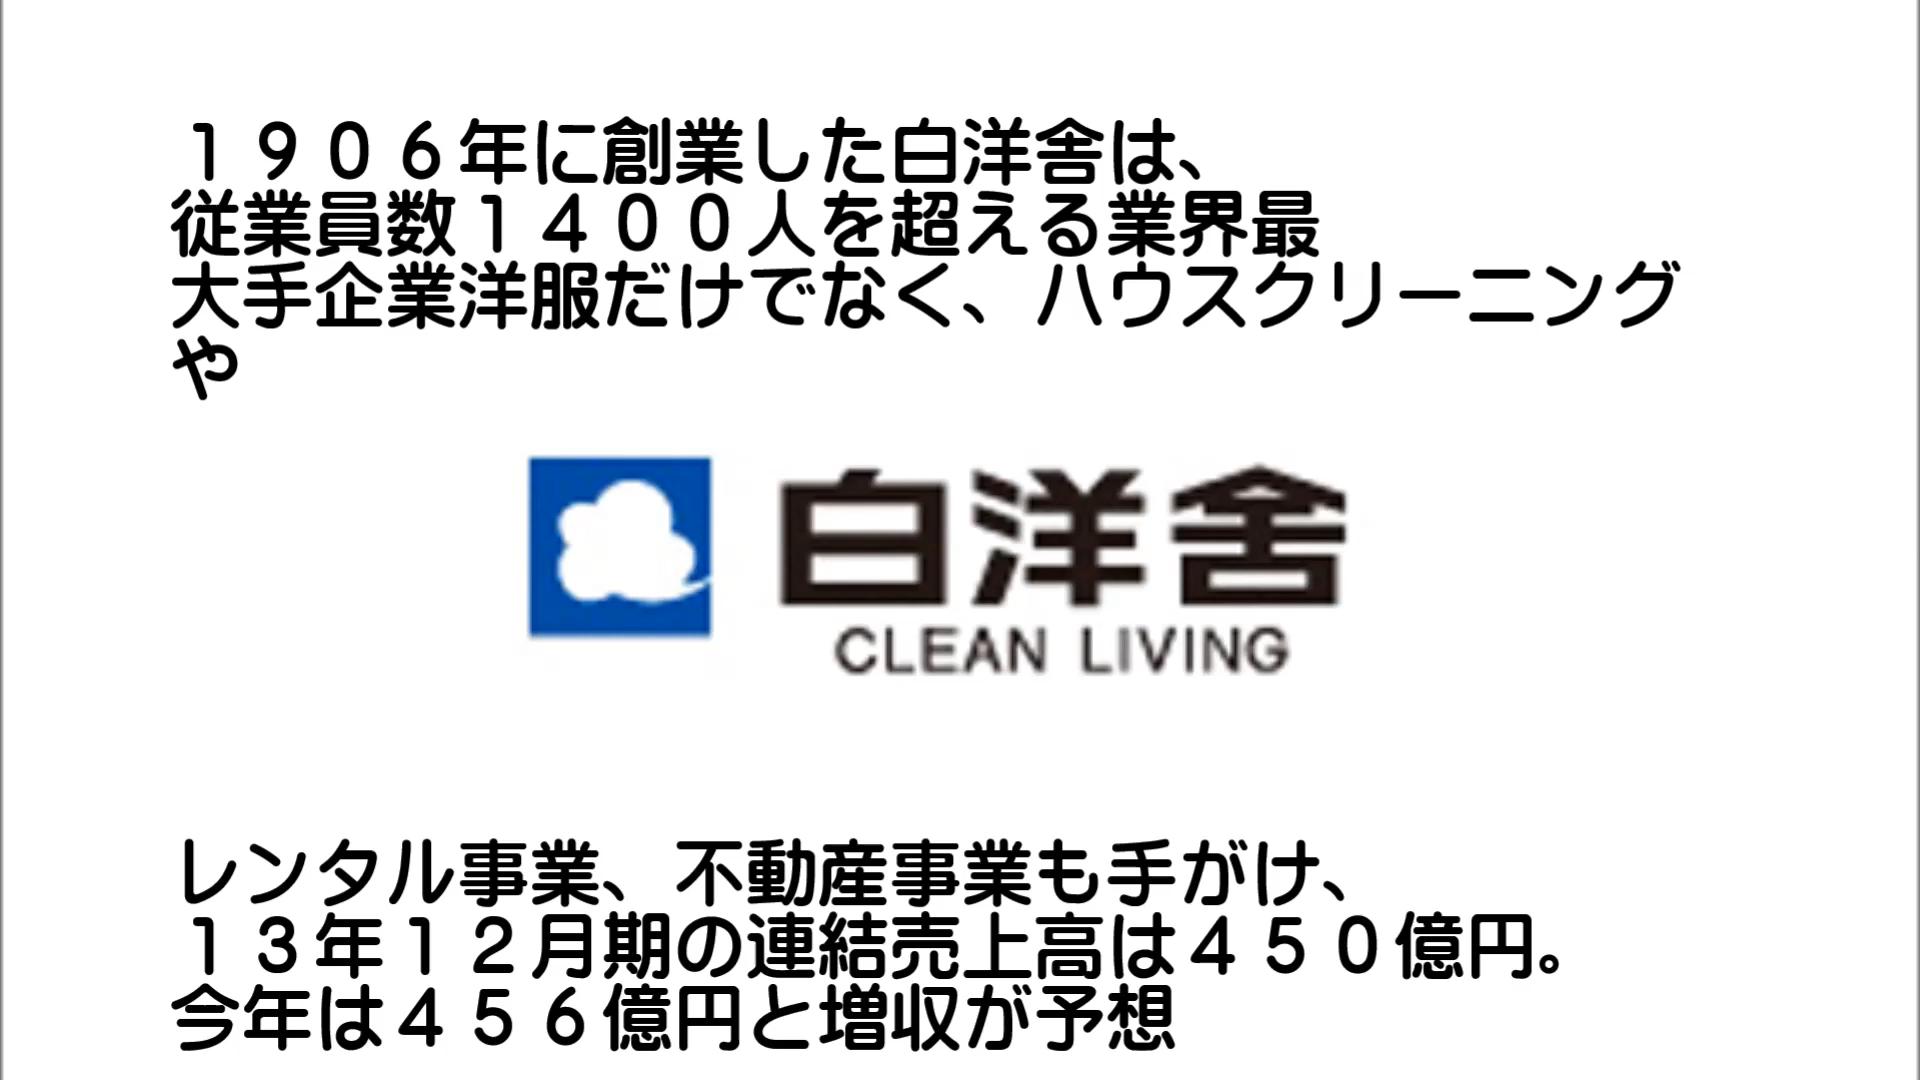 １９０６年に創業した白洋舎は、
従業員数１４００人を超える業界最
大手企業洋服だけでなく、ハウスクリーニング
や
白洋舎
CLEAN LIVING
レンタル事業、不動産事業も手がけ、
１３年１２月期の連結売上高は４５０億円。
今年は４５６億円と増収が予想